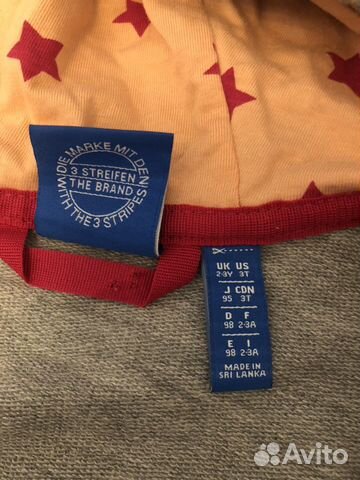 DIE MARKE MIT DEN
3 STREIFEN
THE BRAND
WITH THE 3 STRIPES
UK US
2-3Y 3T
J CDN
95 3T
D F
98 2-3A
E I
98 2-3A
MADE IN
SRI LANKA
Avito